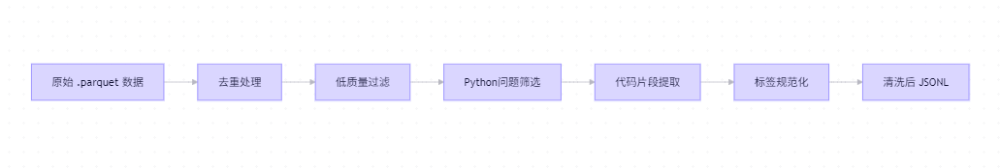 原始 .parquet 数据
去重处理
低质量过滤
Python问题筛选
代码片段提取
标签规范化
清洗后 JSONL